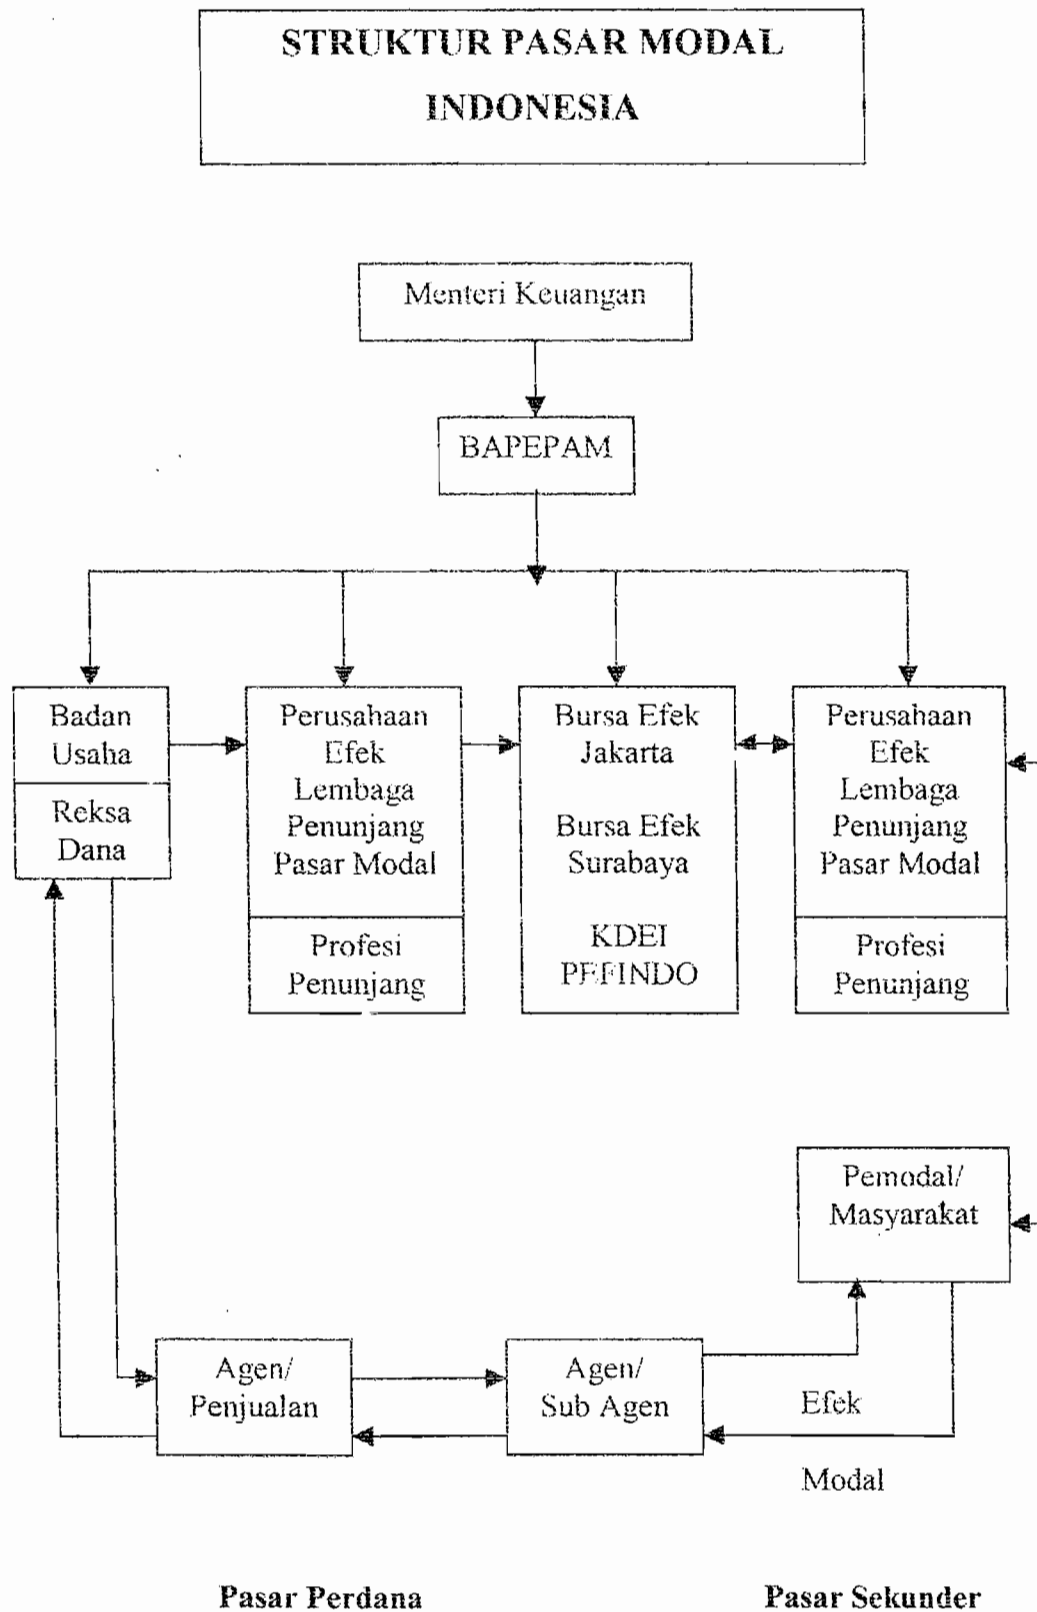 STRUKTUR PASAR MODAL
INDONESIA
Menteri Keuangan
BAPEPAM
Badan
Usaha
Reksa
Dana
Perusahaan
Efek
Lembaga
Penunjang
Pasar Modal
Profesi
Penunjang
Bursa Efek
Jakarta
Bursa Efek
Surabaya
KDEI
PEFINDO
Perusahaan
Efek
Lembaga
Penunjang
Pasar Modal
Profesi
Penunjang
Pemodal/
Masyarakat
Agen/
Penjualan
Agen/
Sub Agen
Efek
Modal
Pasar Perdana
Pasar Sekunder